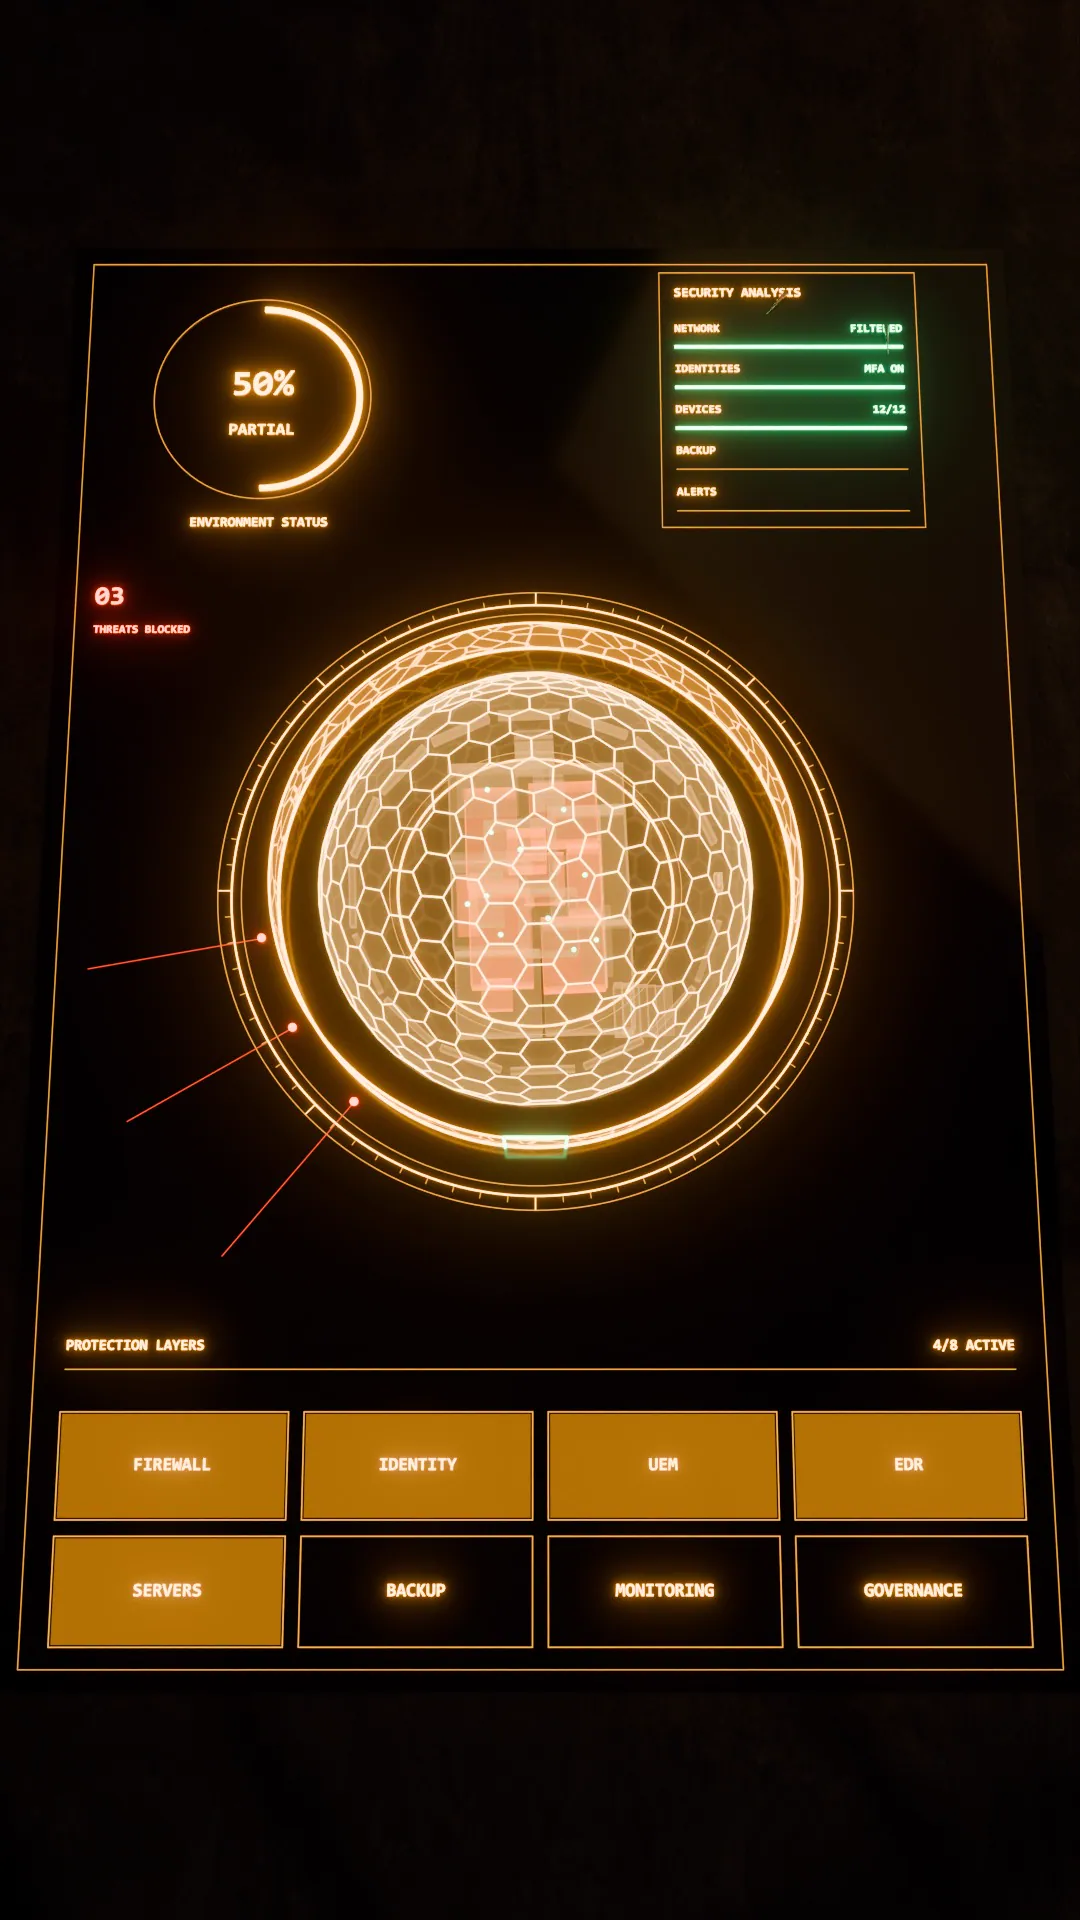 50%
PARTIAL
ENVIRONMENT STATUS
SECURITY ANALYSIS
NETWORK FILTERED
IDENTITIES MFA ON
DEVICES 12/12
BACKUP
ALERTS
03
THREATS BLOCKED
PROTECTION LAYERS 4/8 ACTIVE
FIREWALL IDENTITY UEM EDR
SERVERS BACKUP MONITORING GOVERNANCE